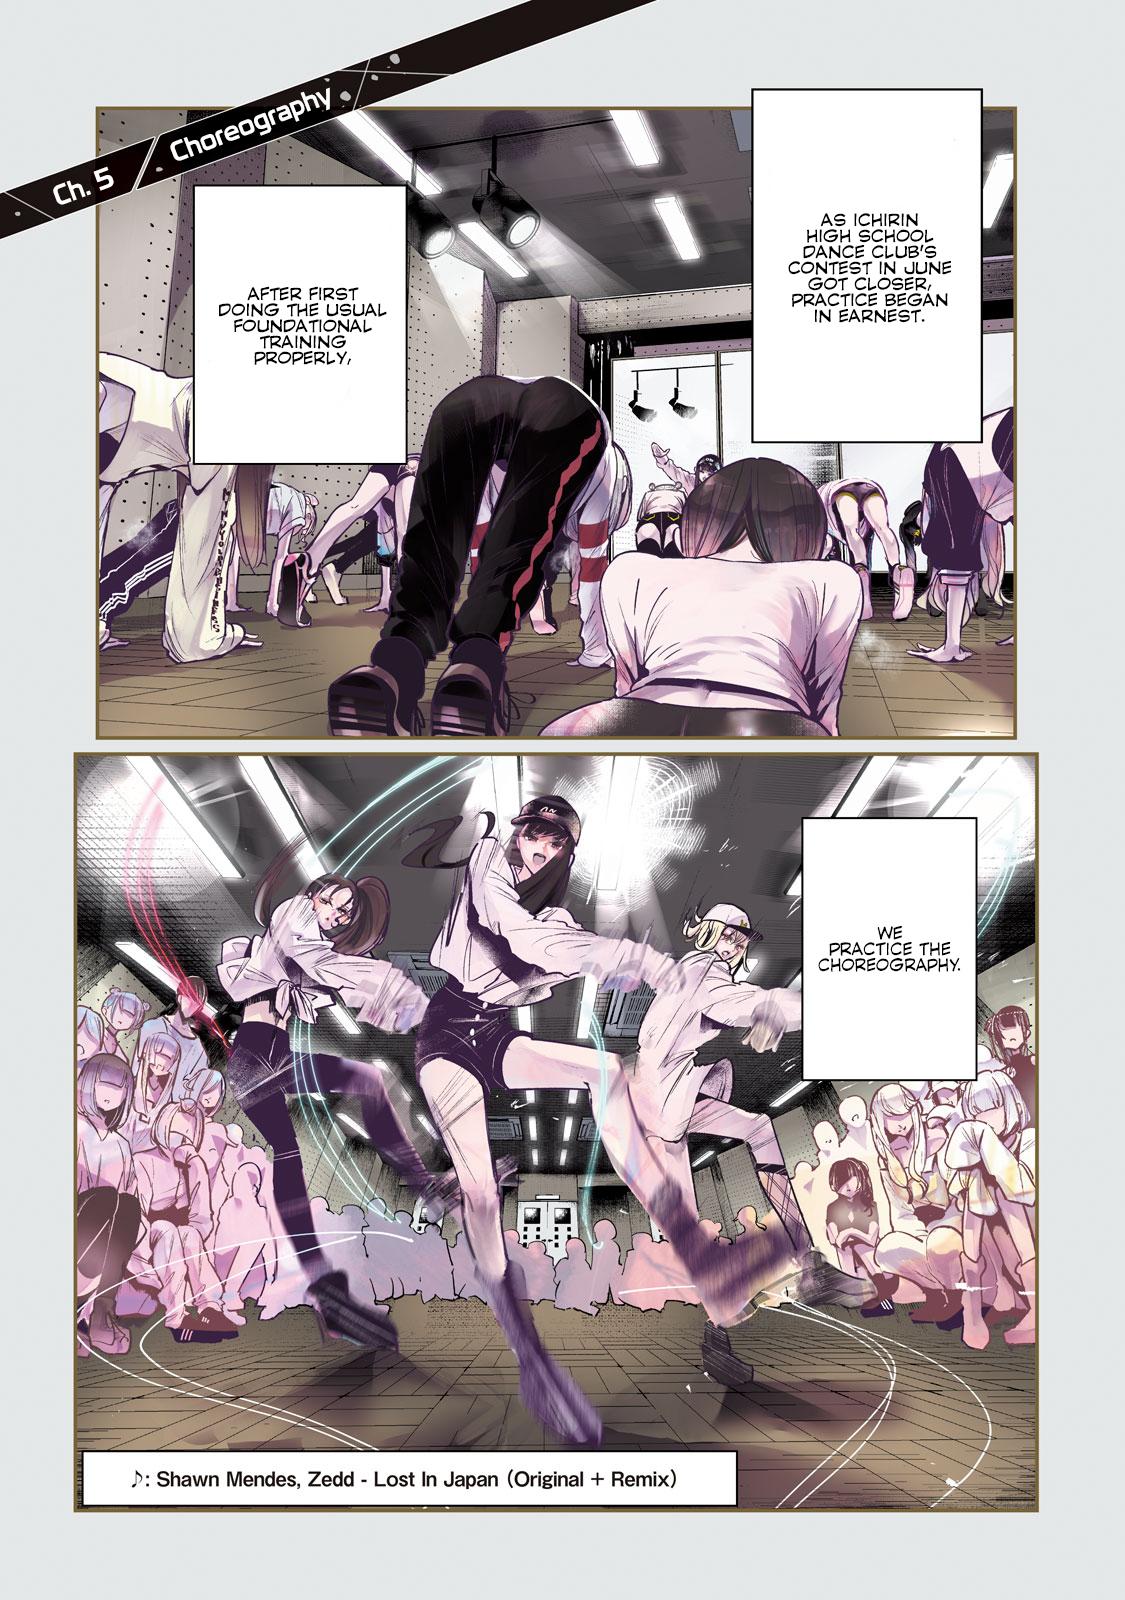 Ch. 5 Choreography
AS ICHIRIN
HIGH SCHOOL
DANCE CLUB'S
CONTEST IN JUNE
GOT CLOSER,
PRACTICE BEGAN
IN EARNEST.
AFTER FIRST
DOING THE USUAL
FOUNDATIONAL
TRAINING
PROPERLY,
WE
PRACTICE THE
CHOREOGRAPHY.
♪: Shawn Mendes, Zedd - Lost In Japan (Original + Remix)